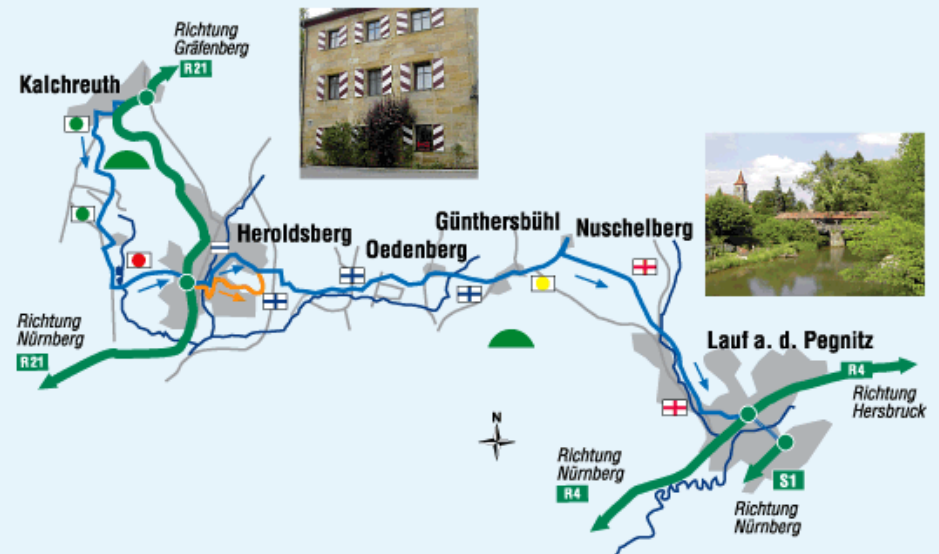 Richtung
Gräfenberg
R21
Kalchreuth
Heroldsberg
Oedenberg
Günthersbühl
Nuschelberg
Richtung
Nürnberg
R21
Lauf a. d. Pegnitz
R4
Richtung
Hersbruck
N
Richtung
Nürnberg
R4
S1
Richtung
Nürnberg